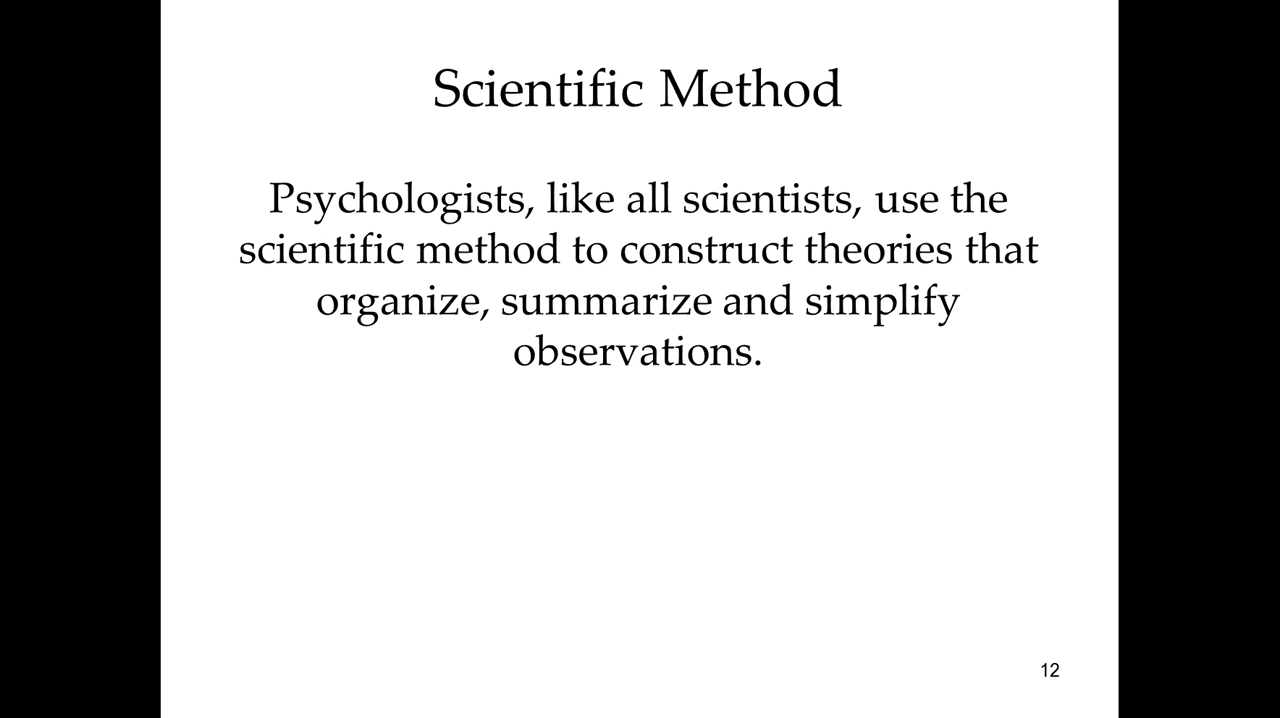 Scientific Method
Psychologists, like all scientists, use the
scientific method to construct theories that
organize, summarize and simplify
observations.
12